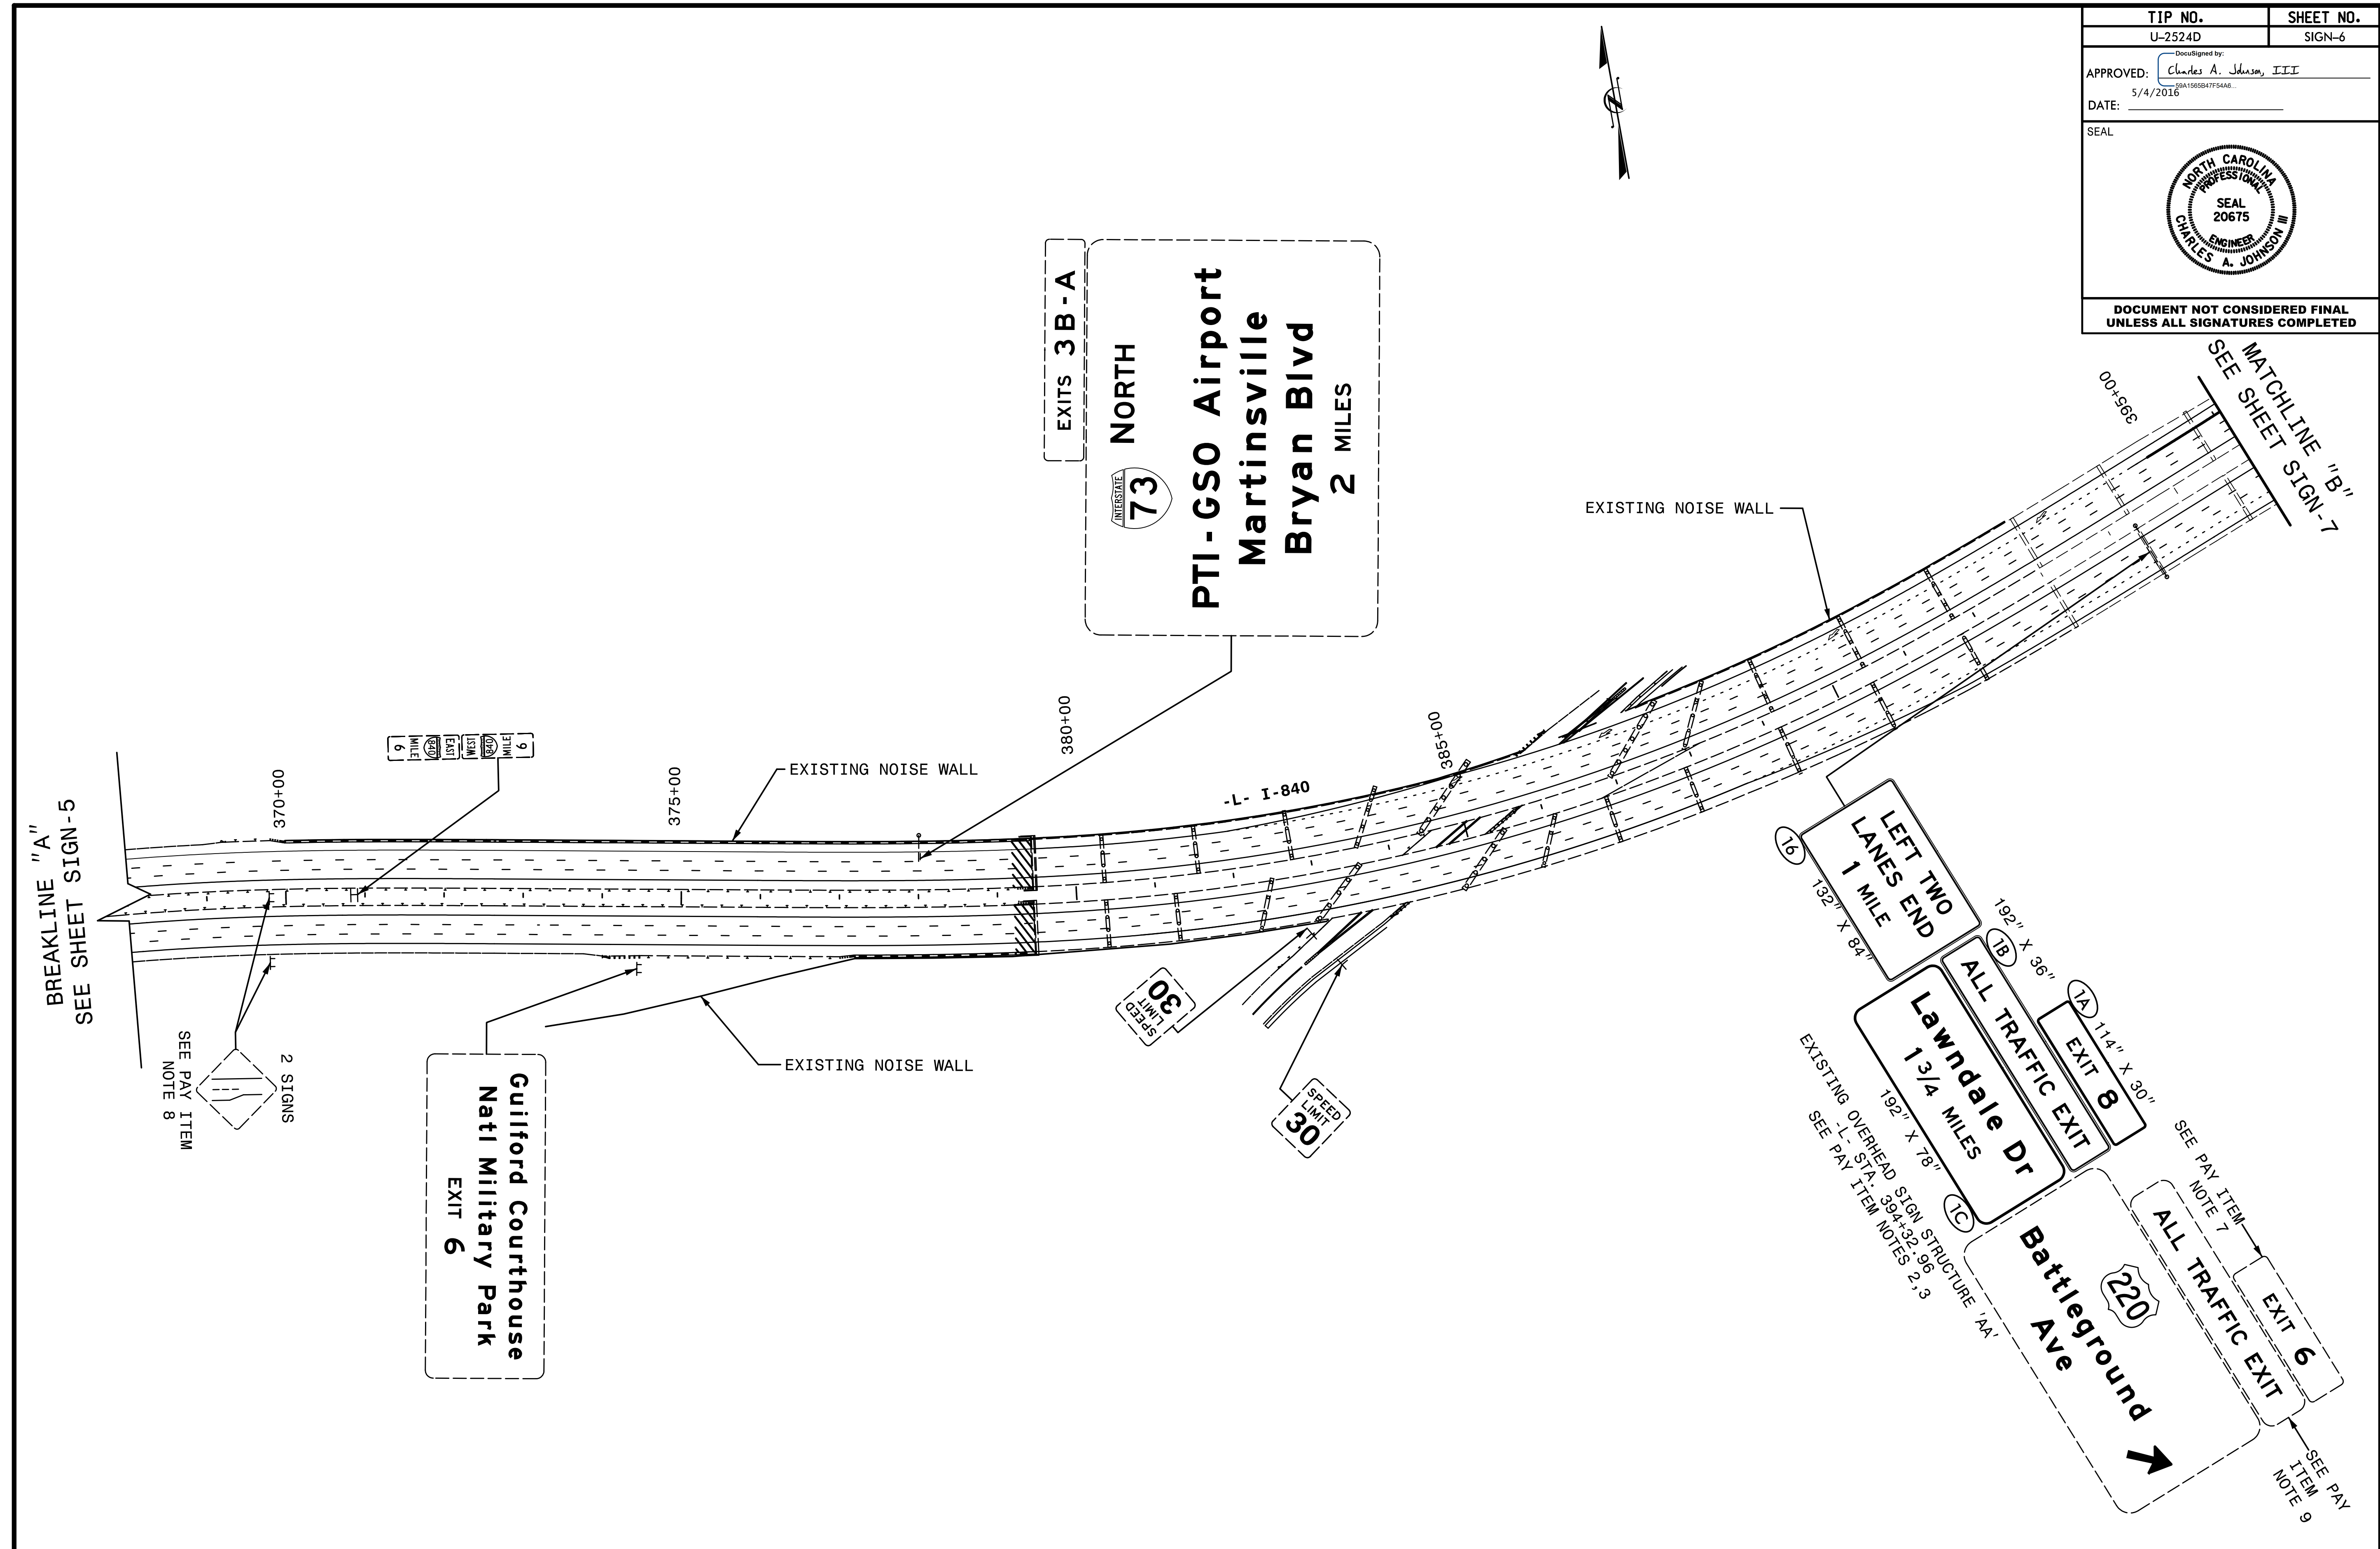 TIP NO.
SHEET NO.
U-2524D
SIGN-6
DocuSigned by:
APPROVED: Charles A. Johnson, III
59A1565B47F54A6...
5/4/2016
DATE:
SEAL
NORTH CAROLINA
PROFESSIONAL
SEAL
20675
ENGINEER
CHARLES A. JOHNSON III
DOCUMENT NOT CONSIDERED FINAL
UNLESS ALL SIGNATURES COMPLETED
MATCHLINE "B"
SEE SHEET SIGN-7
395+00
EXITS 3B-A
INTERSTATE
73
NORTH
PTI-GSO Airport
Martinsville
Bryan Blvd
2 MILES
EXISTING NOISE WALL
380+00
385+00
-L- I-840
6
MILE
840
EAST
WEST
840
MILE
6
370+00
375+00
EXISTING NOISE WALL
BREAKLINE "A"
SEE SHEET SIGN-5
2 SIGNS
SEE PAY ITEM
NOTE 8
Guilford Courthouse
Natl Military Park
EXIT 6
EXISTING NOISE WALL
SPEED
LIMIT
30
SPEED
LIMIT
30
16
LEFT TWO
LANES END
1 MILE
132" X 84"
192" X 36"
1B
ALL TRAFFIC EXIT
1A
114" X 30"
EXIT 8
Lawndale Dr
1 3/4 MILES
192" X 78"
1C
EXISTING OVERHEAD SIGN STRUCTURE 'AA'
-L- STA. 394+32.96
SEE PAY ITEM NOTES 2,3
SEE PAY ITEM
NOTE 7
EXIT 6
ALL TRAFFIC EXIT
220
Battleground
Ave
SEE PAY
ITEM
NOTE 9